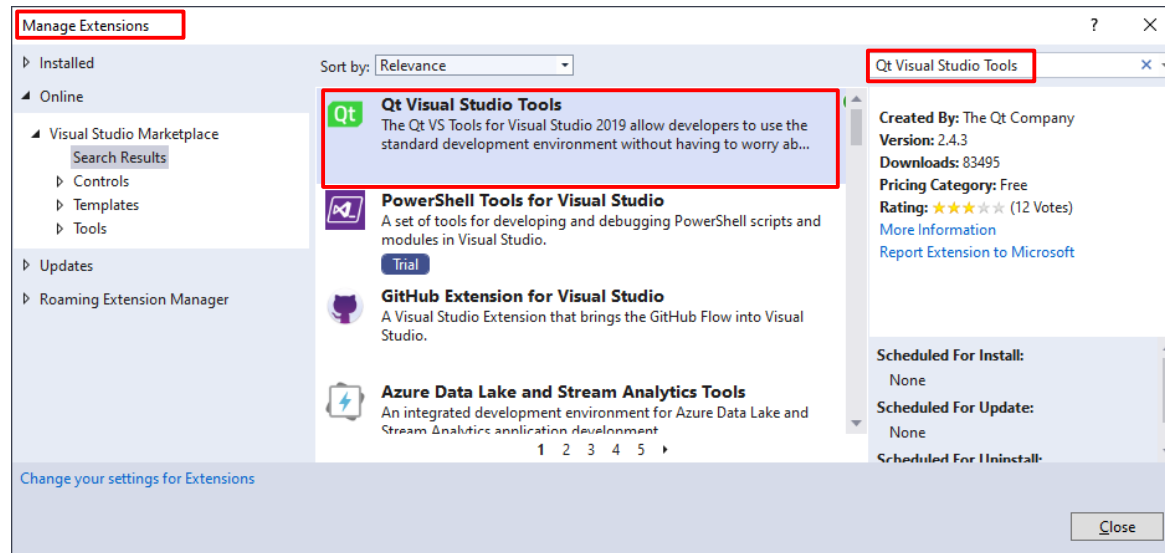 Manage Extensions
?
Installed
Online
Visual Studio Marketplace
Search Results
Controls
Templates
Tools
Updates
Roaming Extension Manager
Sort by: Relevance
Qt
Qt Visual Studio Tools
The Qt VS Tools for Visual Studio 2019 allow developers to use the
standard development environment without having to worry ab...
PowerShell Tools for Visual Studio
A set of tools for developing and debugging PowerShell scripts and
modules in Visual Studio.
Trial
GitHub Extension for Visual Studio
A Visual Studio Extension that brings the GitHub Flow into Visual
Studio.
Azure Data Lake and Stream Analytics Tools
An integrated development environment for Azure Data Lake and
Stream Analytics application development
1 2 3 4 5
Qt Visual Studio Tools
Created By: The Qt Company
Version: 2.4.3
Downloads: 83495
Pricing Category: Free
Rating: (12 Votes)
More Information
Report Extension to Microsoft
Scheduled For Install:
None
Scheduled For Update:
None
Scheduled For Uninstall:
Change your settings for Extensions
Close